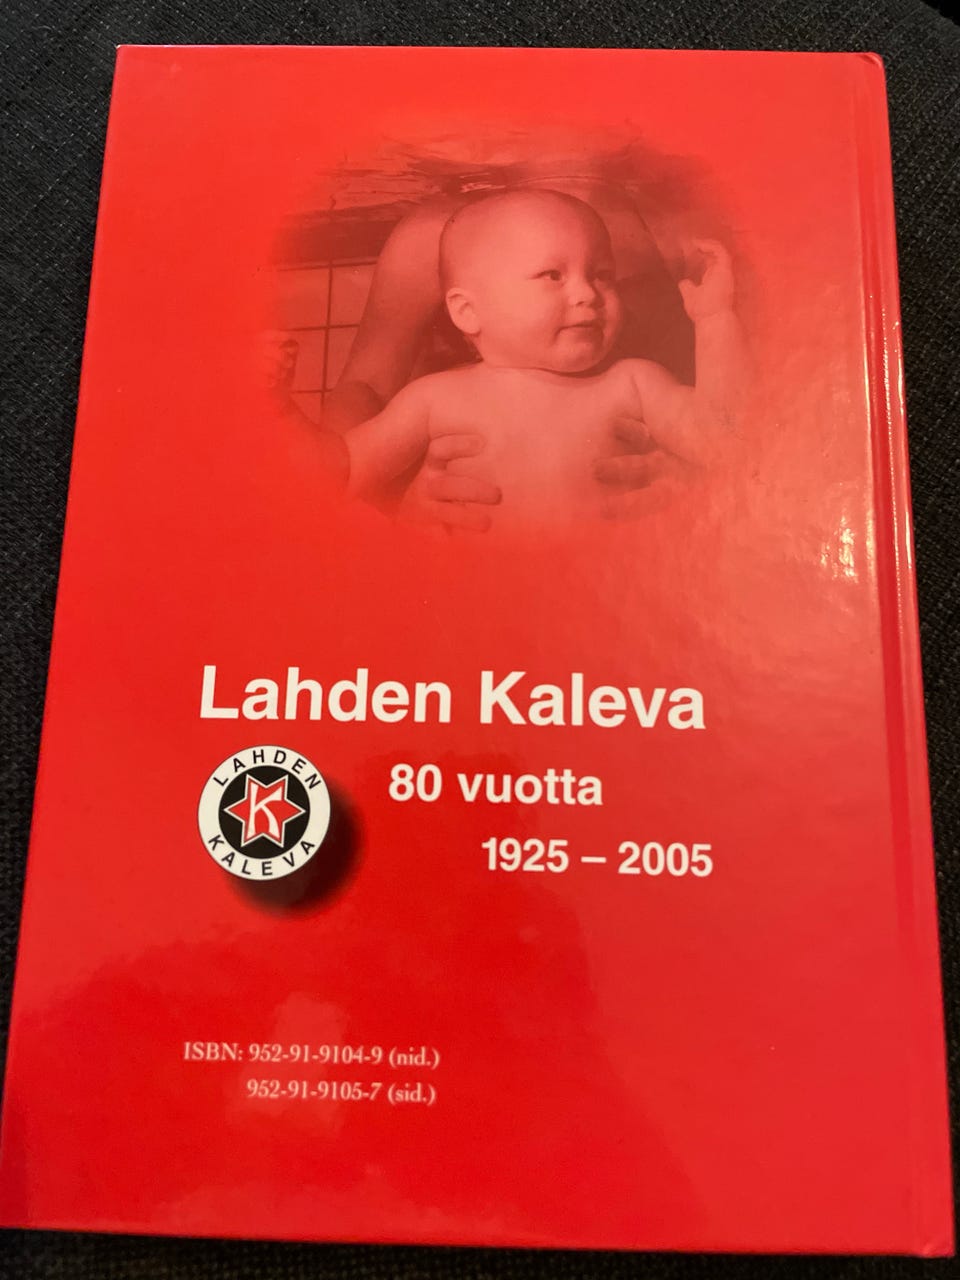 Lahden Kaleva
LAHDEN
K
KALEVA
80 vuotta
1925 – 2005
ISBN: 952-91-9104-9 (nid.)
952-91-9105-7 (sid.)